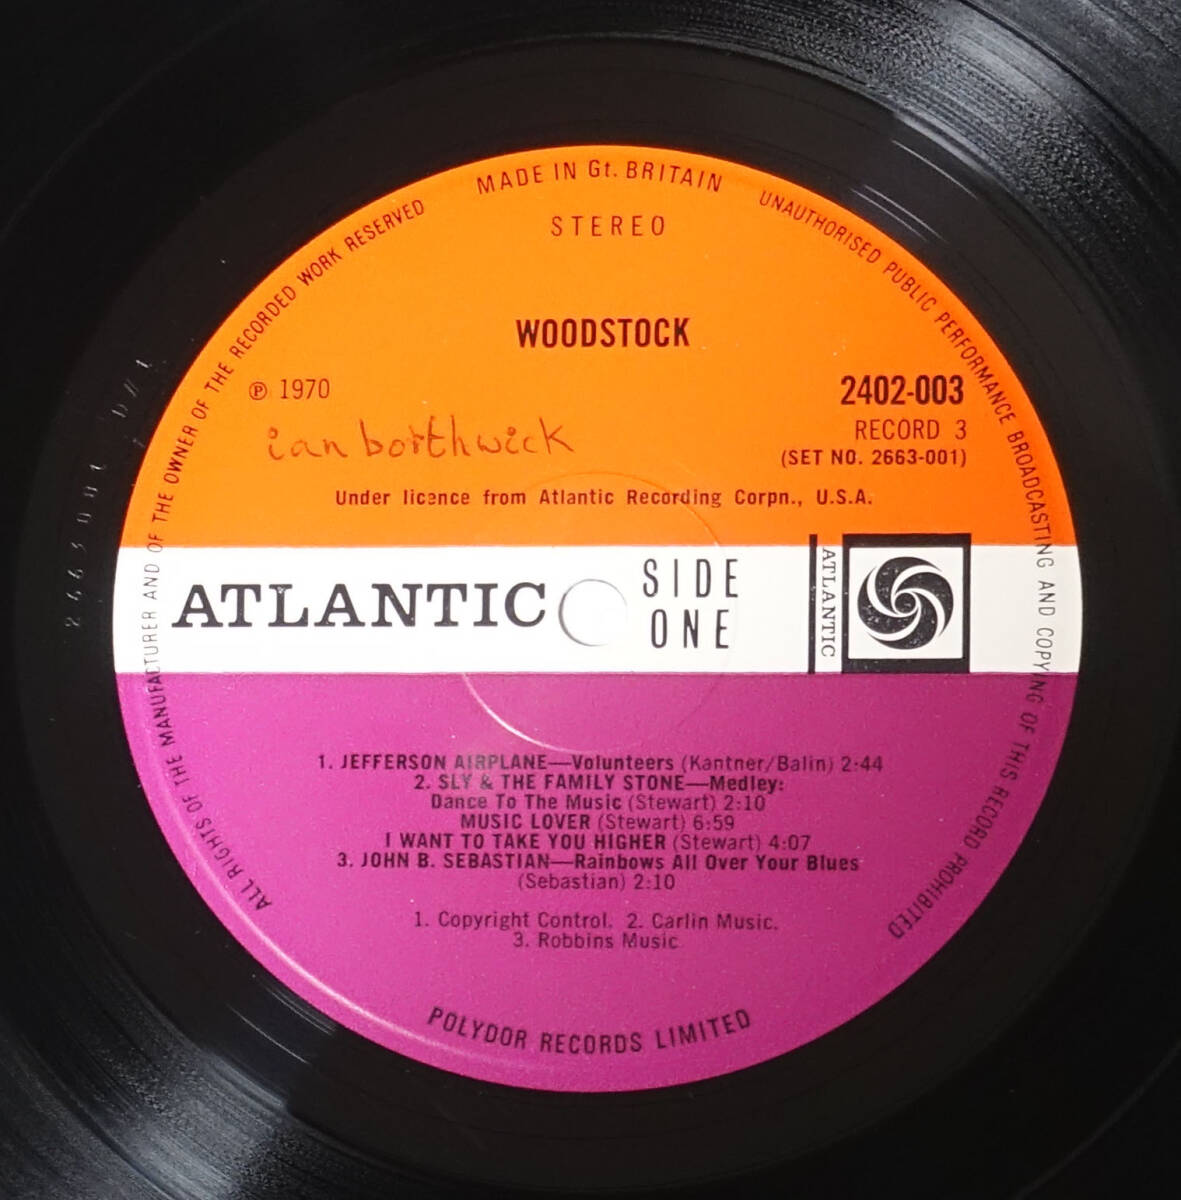 MADE IN Gt. BRITAIN
STEREO
WOODSTOCK
℗ 1970
2402-003
RECORD 3
(SET NO. 2663-001)
ian borthwick
Under licence from Atlantic Recording Corpn., U.S.A.
ATLANTIC
SIDE
ONE
ATLANTIC
1. JEFFERSON AIRPLANE—Volunteers (Kantner/Balin) 2:44
2. SLY & THE FAMILY STONE—Medley:
Dance To The Music (Stewart) 2:10
MUSIC LOVER (Stewart) 6:59
I WANT TO TAKE YOU HIGHER (Stewart) 4:07
3. JOHN B. SEBASTIAN—Rainbows All Over Your Blues
(Sebastian) 2:10
1. Copyright Control. 2. Carlin Music.
3. Robbins Music
POLYDOR RECORDS LIMITED
ALL RIGHTS OF THE MANUFACTURER AND OF THE OWNER OF THE RECORDED WORK RESERVED
UNAUTHORISED PUBLIC PERFORMANCE BROADCASTING AND COPYING OF THIS RECORD PROHIBITED